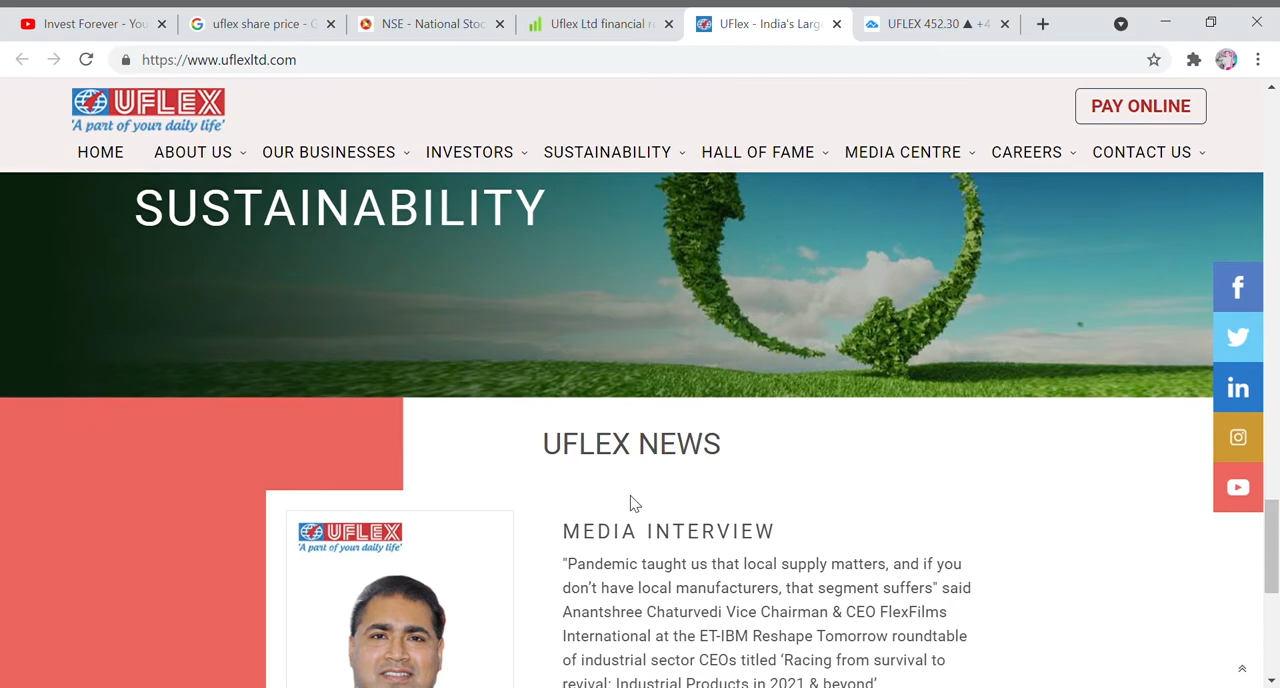 Invest Forever - You
uflex share price - G
NSE - National Stoc
Uflex Ltd financial r
UFlex - India's Larg
UFLEX 452.30 ▲ +4
https://www.uflexltd.com
UFLEX
'A part of your daily life'
PAY ONLINE
HOME ABOUT US OUR BUSINESSES INVESTORS SUSTAINABILITY HALL OF FAME MEDIA CENTRE CAREERS CONTACT US
SUSTAINABILITY
f
in
UFLEX NEWS
UFLEX
'A part of your daily life'
MEDIA INTERVIEW
"Pandemic taught us that local supply matters, and if you
don’t have local manufacturers, that segment suffers" said
Anantshree Chaturvedi Vice Chairman & CEO FlexFilms
International at the ET-IBM Reshape Tomorrow roundtable
of industrial sector CEOs titled ‘Racing from survival to
revival: Industrial Products in 2021 & beyond’